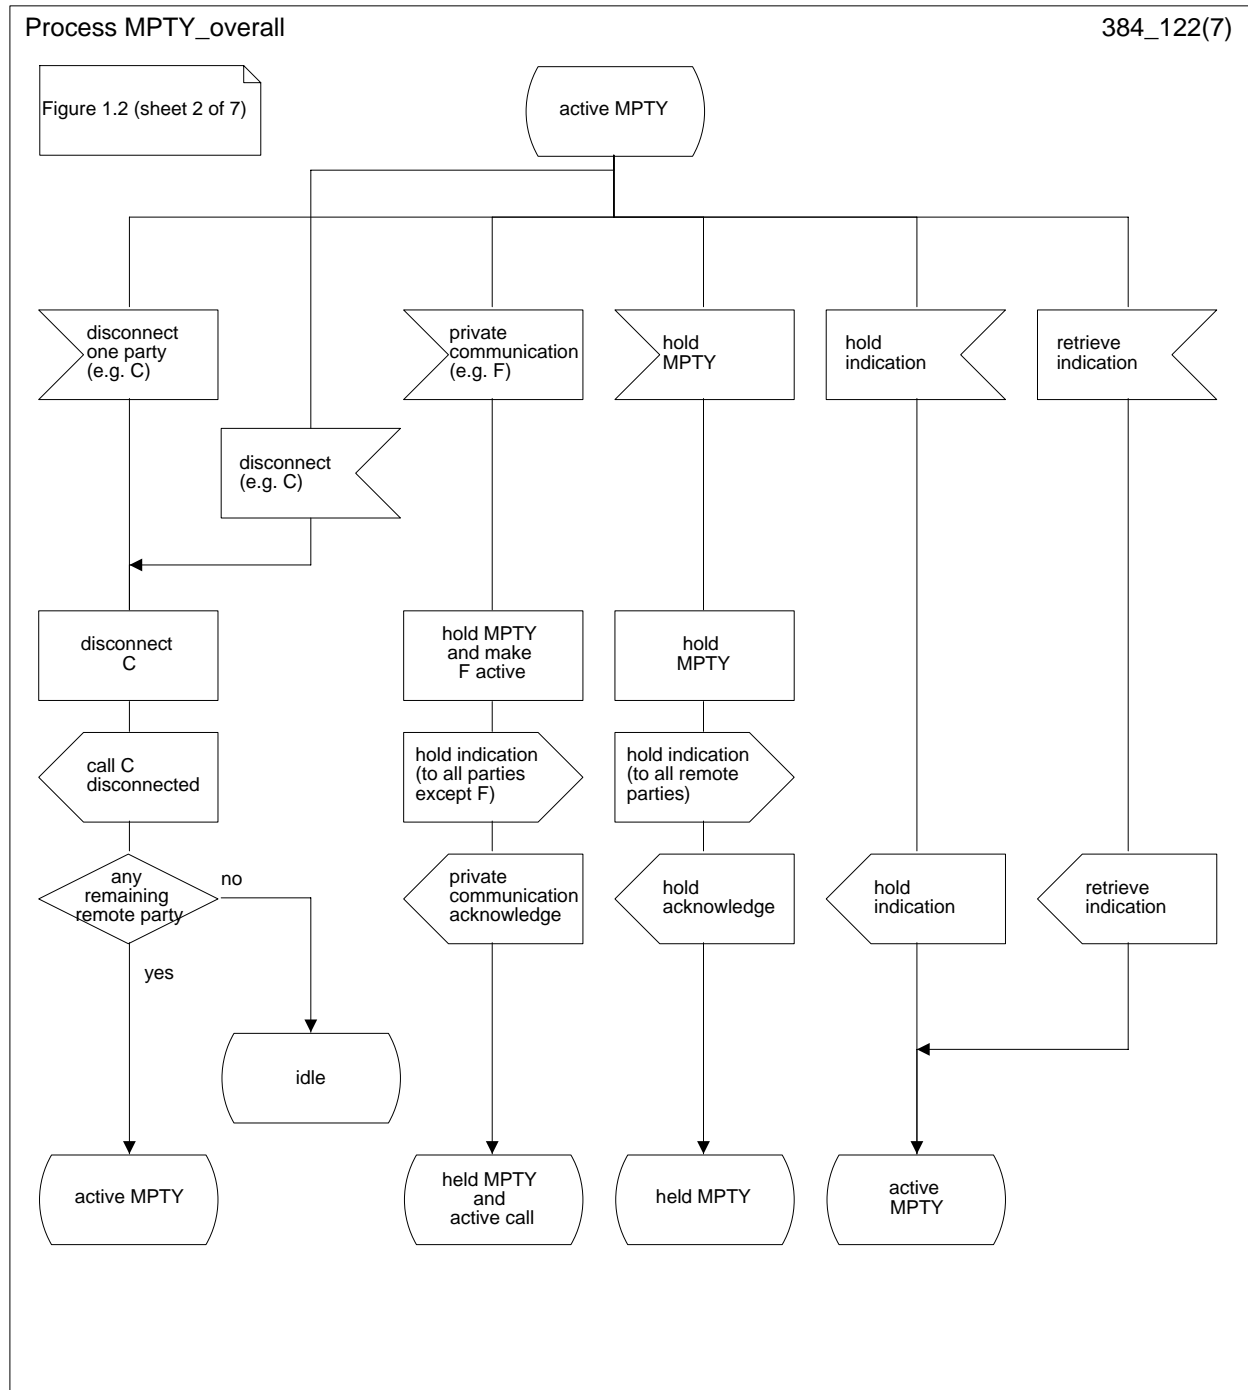 Process MPTY_overall
384_122(7)
Figure 1.2 (sheet 2 of 7)
active MPTY
disconnect
one party
(e.g. C)
private
communication
(e.g. F)
hold
MPTY
hold
indication
retrieve
indication
disconnect
(e.g. C)
disconnect
C
hold MPTY
and make
F active
hold
MPTY
call C
disconnected
hold indication
(to all parties
except F)
hold indication
(to all remote
parties)
any
remaining
remote party
no
yes
private
communication
acknowledge
hold
acknowledge
hold
indication
retrieve
indication
idle
active MPTY
held MPTY
and
active call
held MPTY
active
MPTY